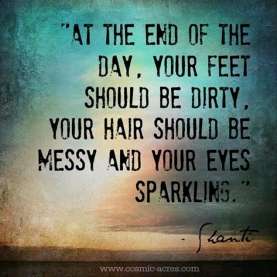 "AT THE END OF THE
DAY, YOUR FEET
SHOULD BE DIRTY,
YOUR HAIR SHOULD BE
MESSY AND YOUR EYES
SPARKLING."
- Shanti
www.cosmic-acres.com